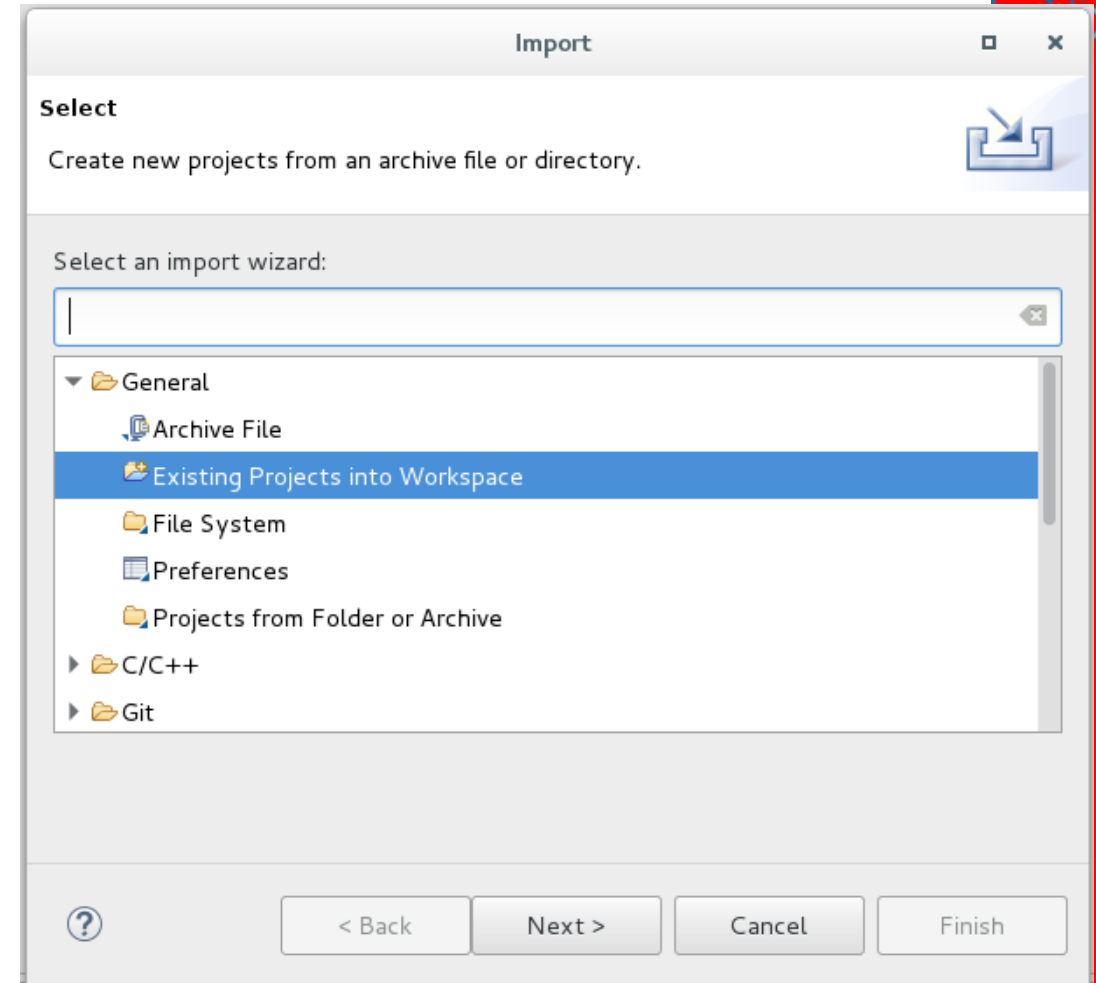 Import
Select
Create new projects from an archive file or directory.
Select an import wizard:
General
Archive File
Existing Projects into Workspace
File System
Preferences
Projects from Folder or Archive
C/C++
Git
? < Back Next > Cancel Finish